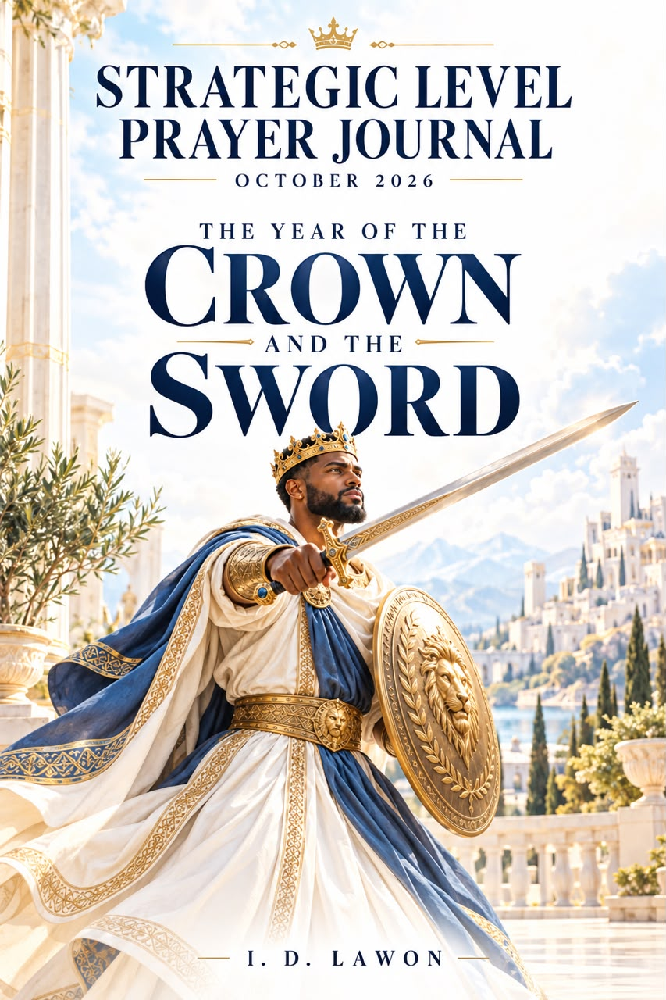 STRATEGIC LEVEL
PRAYER JOURNAL
OCTOBER 2026
THE YEAR OF THE
CROWN
AND THE
SWORD
I. D. LAWON